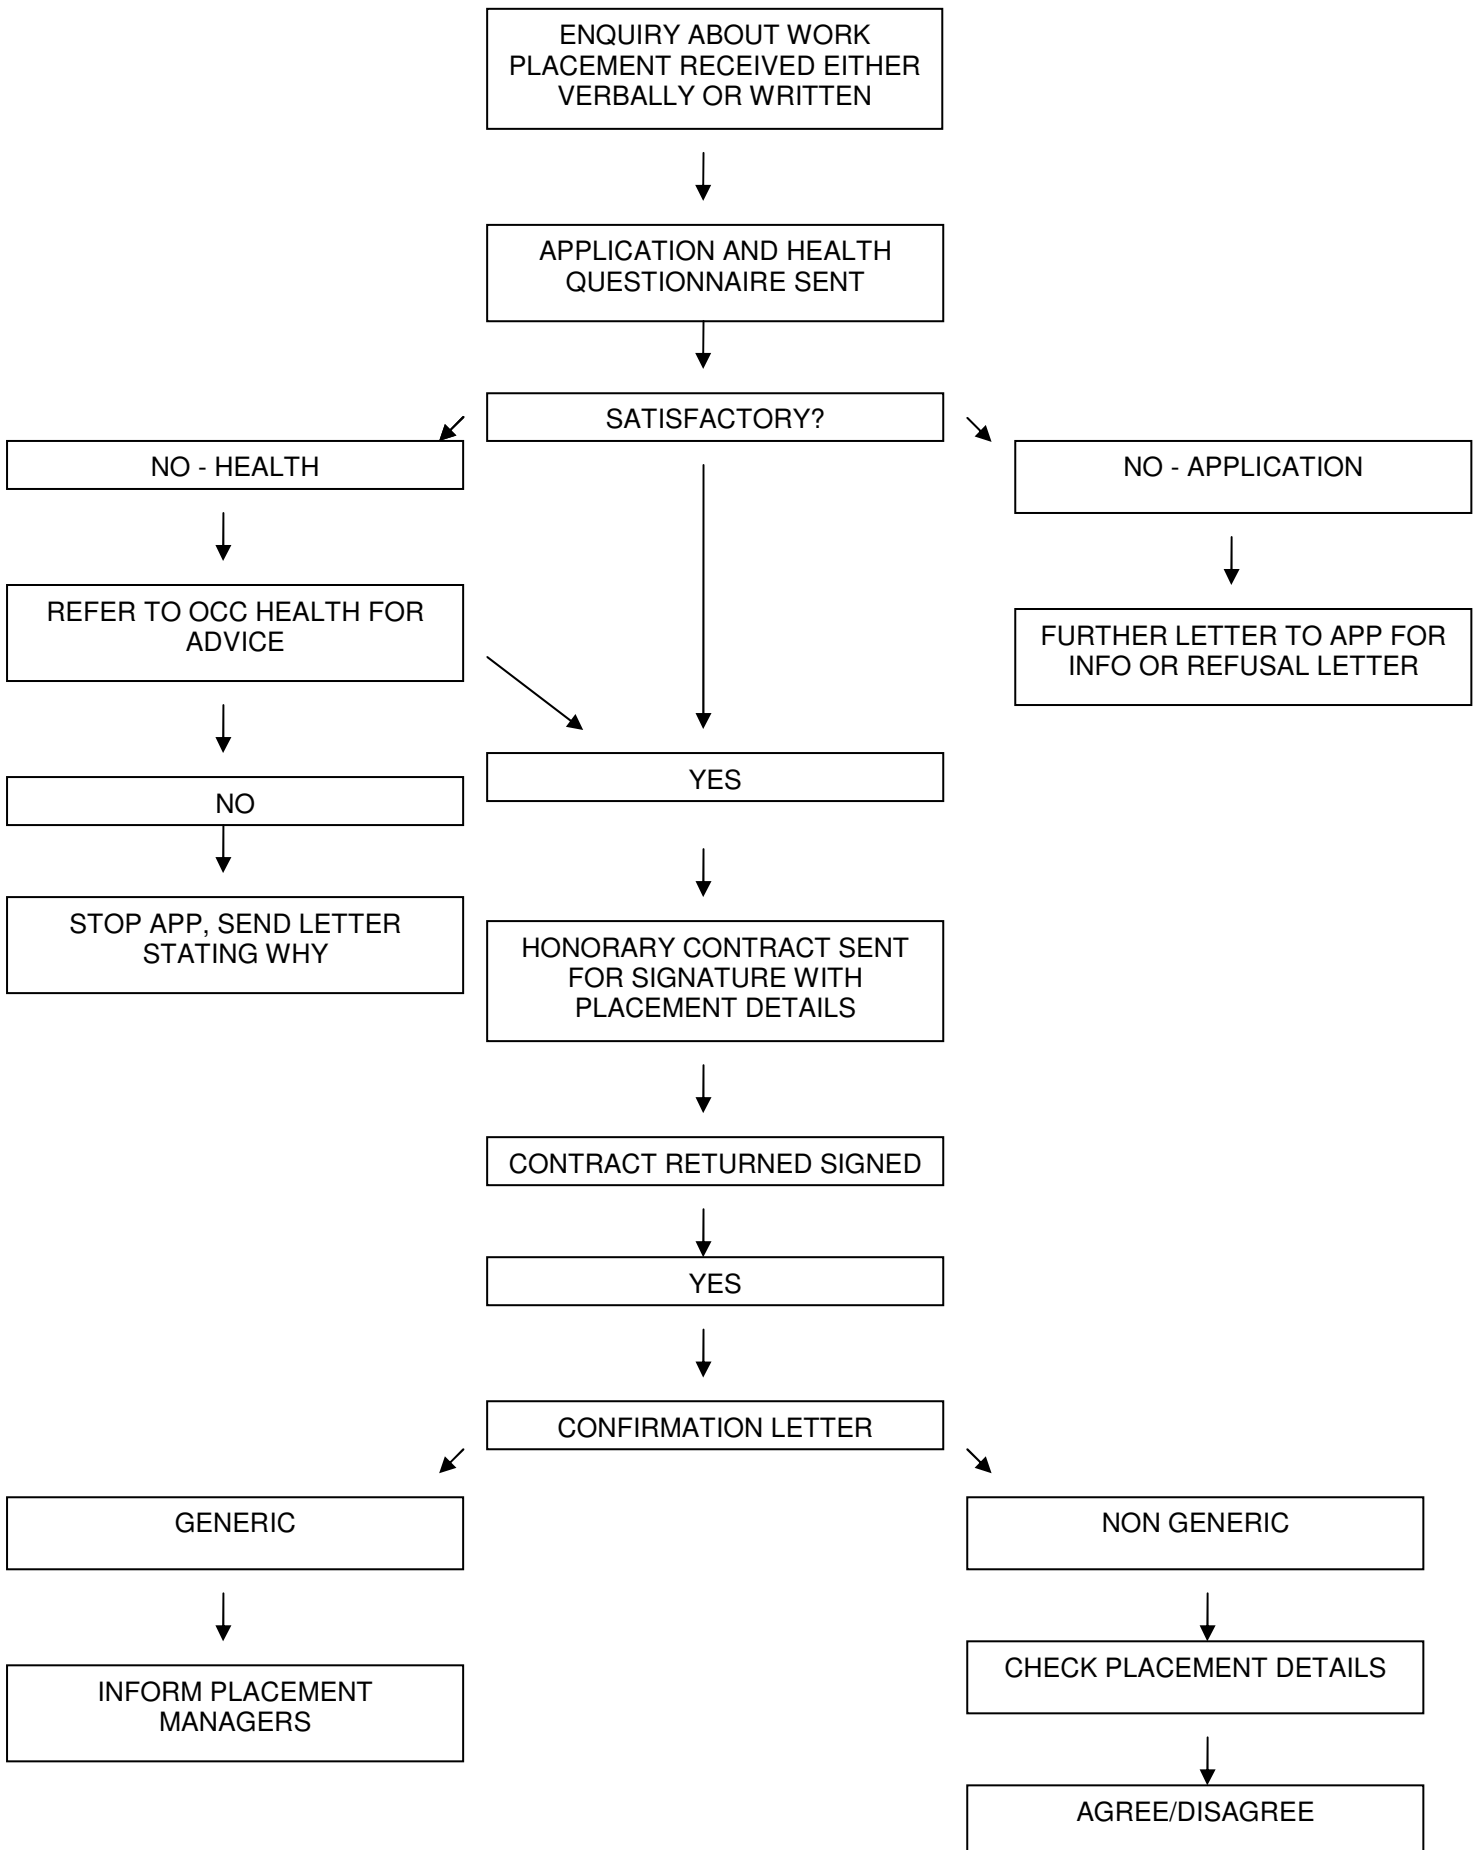 ENQUIRY ABOUT WORK
PLACEMENT RECEIVED EITHER
VERBALLY OR WRITTEN
APPLICATION AND HEALTH
QUESTIONNAIRE SENT
SATISFACTORY?
NO - HEALTH
NO - APPLICATION
REFER TO OCC HEALTH FOR
ADVICE
FURTHER LETTER TO APP FOR
INFO OR REFUSAL LETTER
YES
NO
STOP APP, SEND LETTER
STATING WHY
HONORARY CONTRACT SENT
FOR SIGNATURE WITH
PLACEMENT DETAILS
CONTRACT RETURNED SIGNED
YES
CONFIRMATION LETTER
GENERIC
NON GENERIC
INFORM PLACEMENT
MANAGERS
CHECK PLACEMENT DETAILS
AGREE/DISAGREE